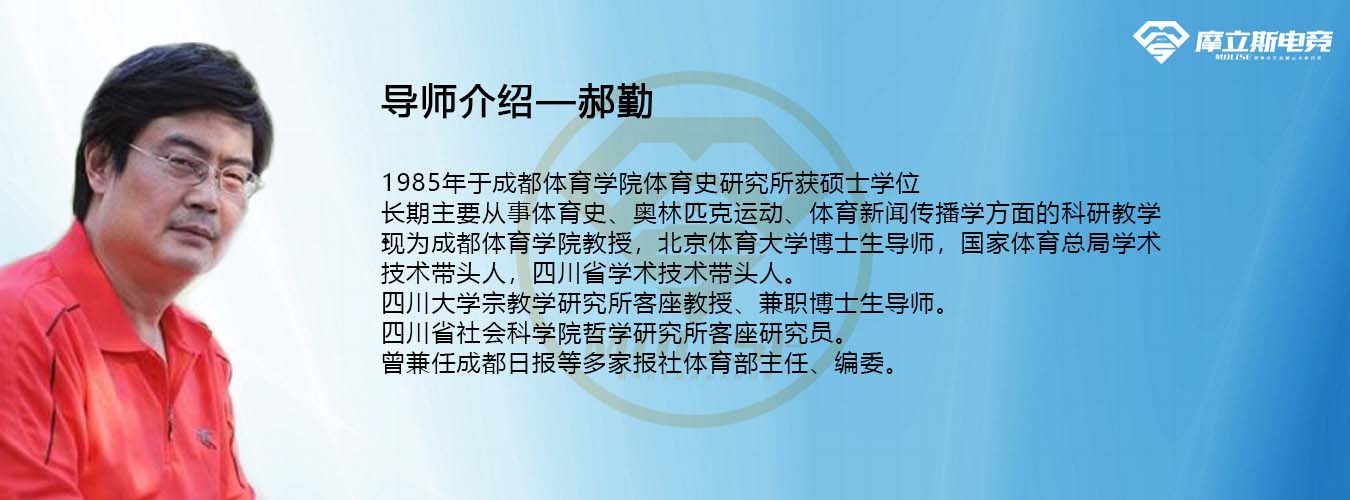 摩立斯电竞
MOLISE
导师介绍—郝勤
1985年于成都体育学院体育史研究所获硕士学位
长期主要从事体育史、奥林匹克运动、体育新闻传播学方面的科研教学
现为成都体育学院教授，北京体育大学博士生导师，国家体育总局学术
技术带头人，四川省学术技术带头人。
四川大学宗教学研究所客座教授、兼职博士生导师。
四川省社会科学院哲学研究所客座研究员。
曾兼任成都日报等多家报社体育部主任、编委。